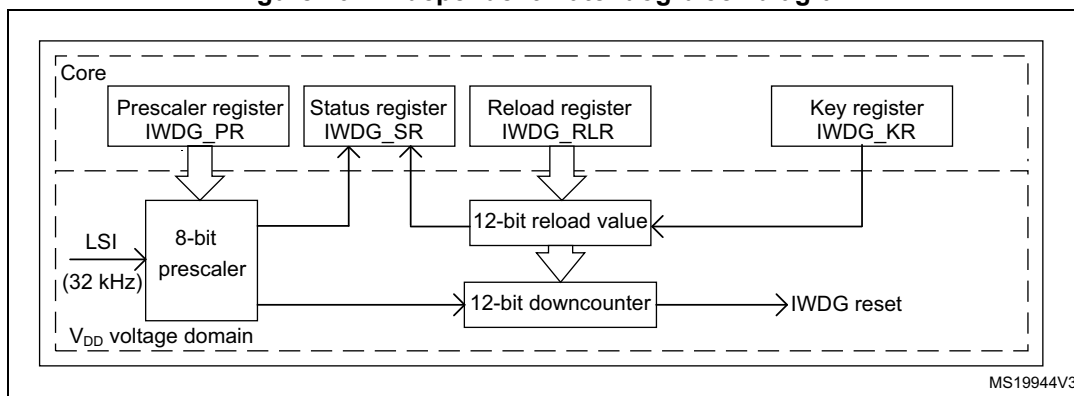 Core
Prescaler register
IWDG_PR
Status register
IWDG_SR
Reload register
IWDG_RLR
Key register
IWDG_KR
LSI
(32 kHz)
8-bit
prescaler
12-bit reload value
12-bit downcounter
IWDG reset
VDD voltage domain
MS19944V3